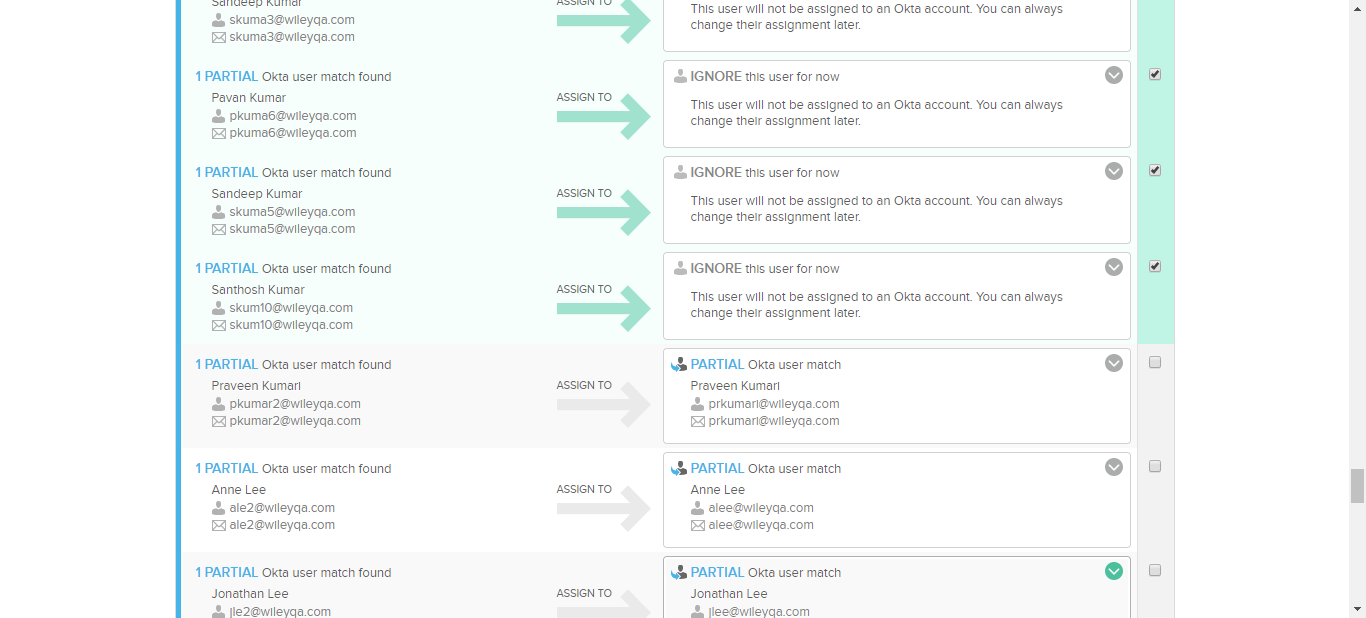 Sandeep Kumar
skuma3@wileyqa.com
skuma3@wileyqa.com
ASSIGN TO
This user will not be assigned to an Okta account. You can always
change their assignment later.
1 PARTIAL Okta user match found
Pavan Kumar
pkuma6@wileyqa.com
pkuma6@wileyqa.com
ASSIGN TO
IGNORE this user for now
This user will not be assigned to an Okta account. You can always
change their assignment later.
1 PARTIAL Okta user match found
Sandeep Kumar
skuma5@wileyqa.com
skuma5@wileyqa.com
ASSIGN TO
IGNORE this user for now
This user will not be assigned to an Okta account. You can always
change their assignment later.
1 PARTIAL Okta user match found
Santhosh Kumar
skum10@wileyqa.com
skum10@wileyqa.com
ASSIGN TO
IGNORE this user for now
This user will not be assigned to an Okta account. You can always
change their assignment later.
1 PARTIAL Okta user match found
Praveen Kumari
pkumar2@wileyqa.com
pkumar2@wileyqa.com
ASSIGN TO
PARTIAL Okta user match
Praveen Kumari
prkumari@wileyqa.com
prkumari@wileyqa.com
1 PARTIAL Okta user match found
Anne Lee
ale2@wileyqa.com
ale2@wileyqa.com
ASSIGN TO
PARTIAL Okta user match
Anne Lee
alee@wileyqa.com
alee@wileyqa.com
1 PARTIAL Okta user match found
Jonathan Lee
jle2@wileyqa.com
ASSIGN TO
PARTIAL Okta user match
Jonathan Lee
jlee@wileyqa.com